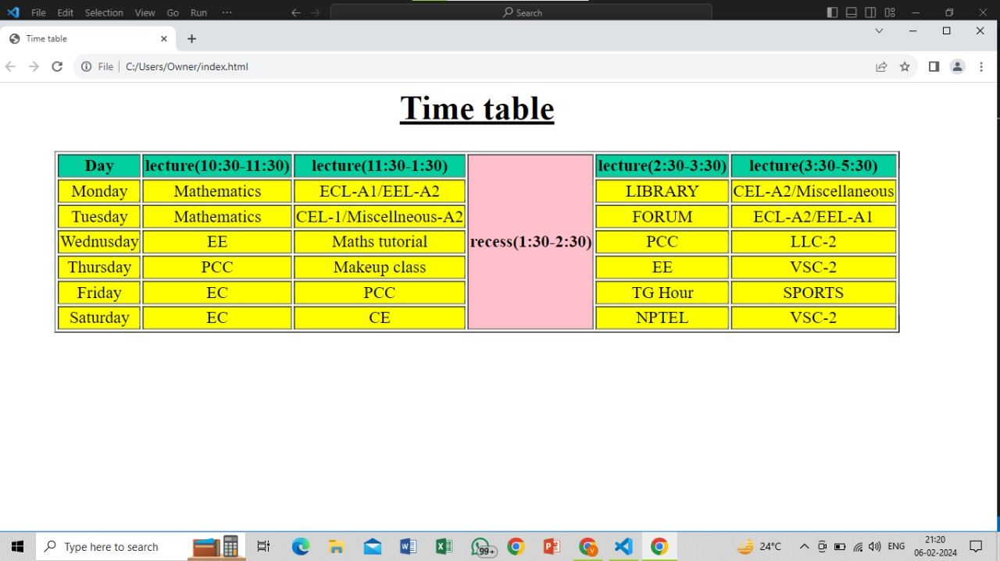 File Edit Selection View Go Run ... Search
Time table
File C:/Users/Owner/index.html
Time table
Day lecture(10:30-11:30) lecture(11:30-1:30) recess(1:30-2:30) lecture(2:30-3:30) lecture(3:30-5:30)
Monday Mathematics ECL-A1/EEL-A2 LIBRARY CEL-A2/Miscellaneous
Tuesday Mathematics CEL-1/Miscellneous-A2 FORUM ECL-A2/EEL-A1
Wednusday EE Maths tutorial PCC LLC-2
Thursday PCC Makeup class EE VSC-2
Friday EC PCC TG Hour SPORTS
Saturday EC CE NPTEL VSC-2
Type here to search 99+ 24°C ENG 21:20
06-02-2024